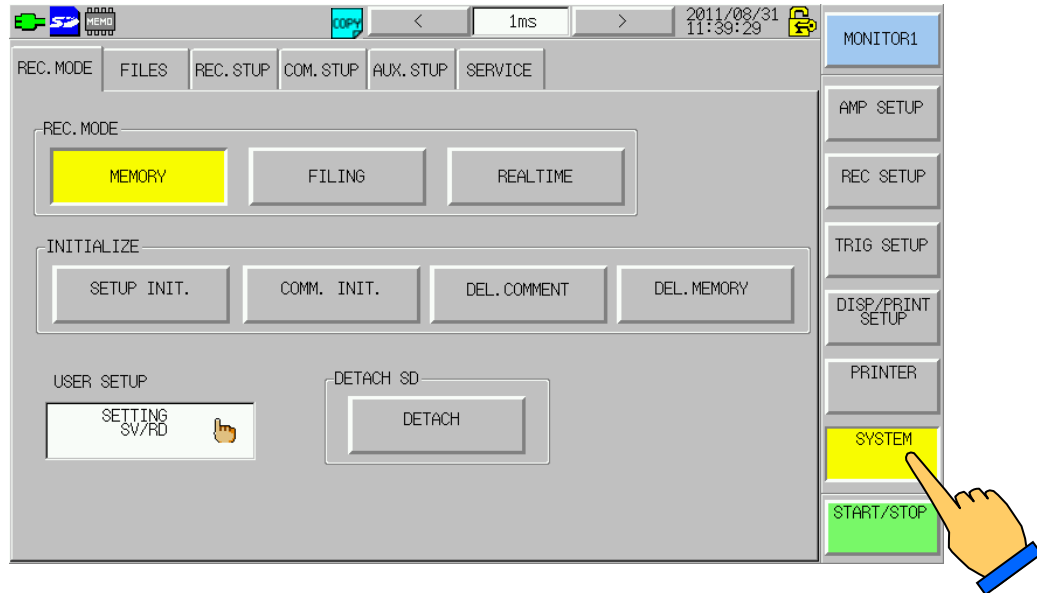 SD MEMO COPY < 1ms > 2011/08/31
11:39:29
MONITOR1
REC.MODE FILES REC.STUP COM.STUP AUX.STUP SERVICE
AMP SETUP
REC.MODE
MEMORY FILING REALTIME
REC SETUP
INITIALIZE
TRIG SETUP
SETUP INIT. COMM. INIT. DEL.COMMENT DEL.MEMORY
DISP/PRINT
SETUP
USER SETUP
DETACH SD
PRINTER
SETTING
SV/RD
DETACH
SYSTEM
START/STOP